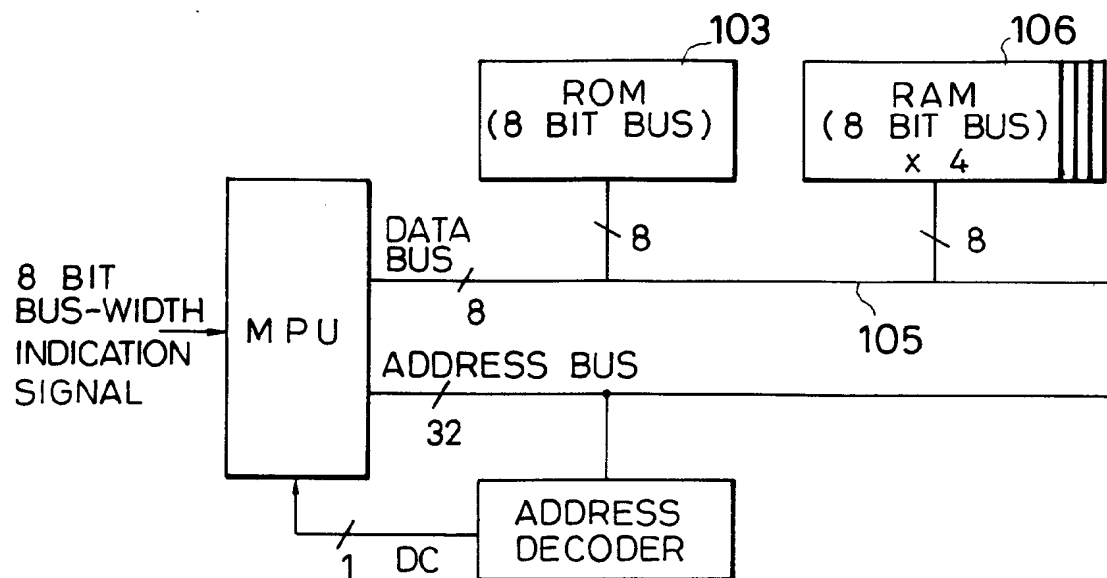 103
106
ROM
(8 BIT BUS)
RAM
(8 BIT BUS)
x 4
DATA
BUS
8
8
8
8 BIT
BUS-WIDTH
INDICATION
SIGNAL
MPU
105
ADDRESS BUS
32
ADDRESS
DECODER
1
DC